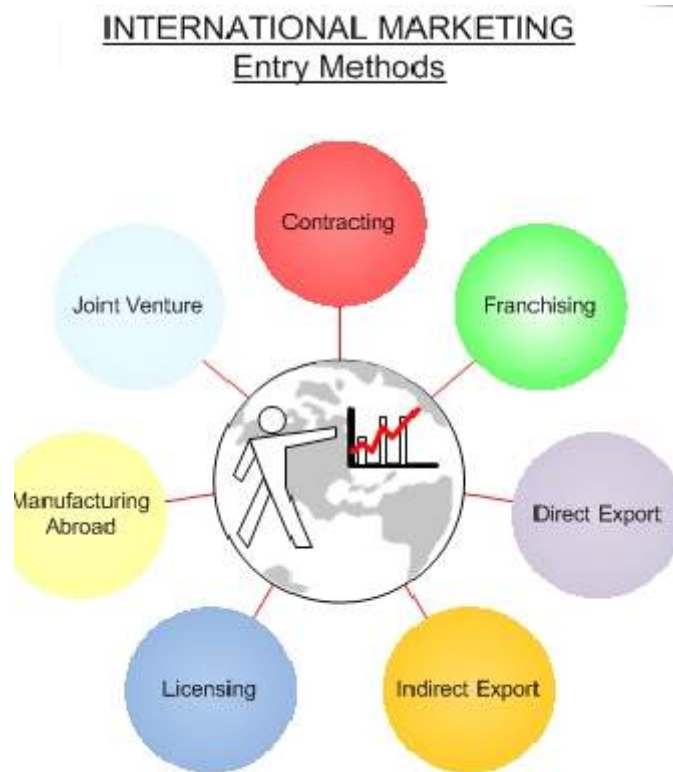 INTERNATIONAL MARKETING
Entry Methods
Contracting
Joint Venture
Franchising
Manufacturing
Abroad
Direct Export
Licensing
Indirect Export